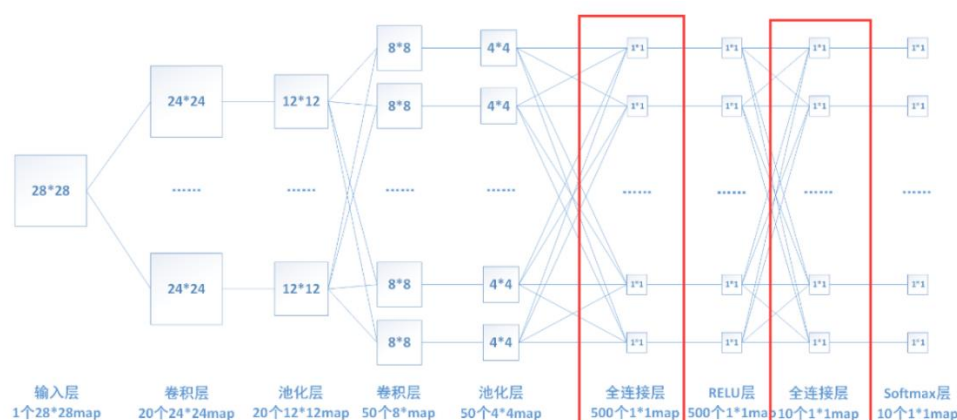 8*8 4*4 1*1 1*1 1*1 1*1
24*24 12*12 8*8 4*4 1*1 1*1 1*1 1*1
28*28 ...... ...... ...... ...... ...... ...... ...... ......
24*24 12*12 8*8 4*4 1*1 1*1 1*1 1*1
8*8 4*4 1*1 1*1 1*1 1*1
输入层 卷积层 池化层 卷积层 池化层 全连接层 RELU层 全连接层 Softmax层
1个28*28map 20个24*24map 20个12*12map 50个8*map 50个4*4map 500个1*1map 500个1*1map 10个1*1map 10个1*1map